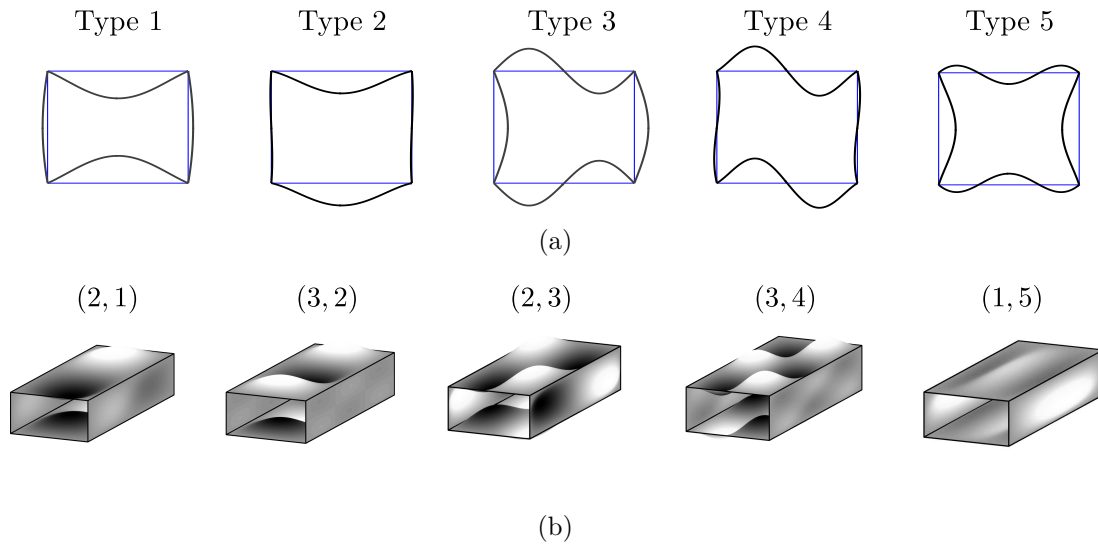 Type 1 Type 2 Type 3 Type 4 Type 5
(a)
(2, 1) (3, 2) (2, 3) (3, 4) (1, 5)
(b)